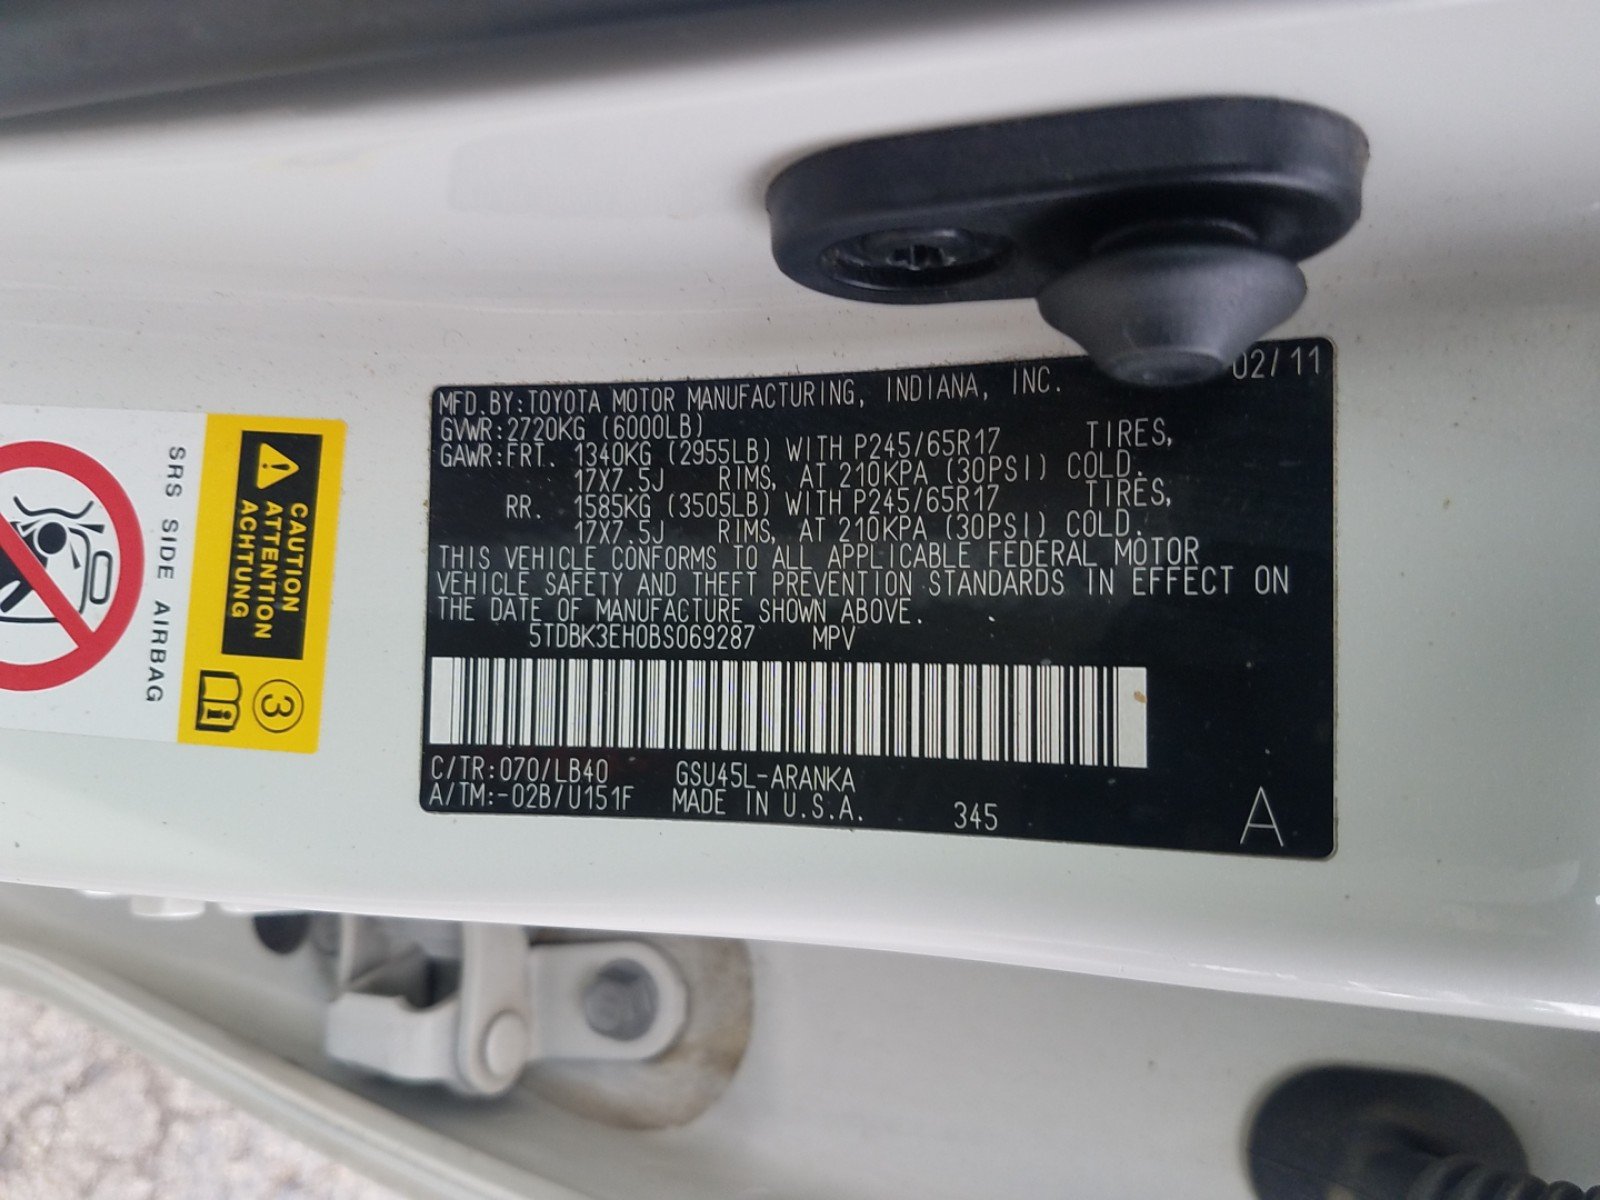 02/11
MFD.BY:TOYOTA MOTOR MANUFACTURING, INDIANA, INC.
GVWR:2720KG (6000LB)
GAWR:FRT. 1340KG (2955LB) WITH P245/65R17 TIRES,
17X7.5J RIMS, AT 210KPA (30PSI) COLD.
RR. 1585KG (3505LB) WITH P245/65R17 TIRES,
17X7.5J RIMS, AT 210KPA (30PSI) COLD.
THIS VEHICLE CONFORMS TO ALL APPLICABLE FEDERAL MOTOR
VEHICLE SAFETY AND THEFT PREVENTION STANDARDS IN EFFECT ON
THE DATE OF MANUFACTURE SHOWN ABOVE.
5TDBK3EH0BS069287 MPV
C/TR:070/LB40 GSU45L-ARANKA
A/TM:-02B/U151F MADE IN U.S.A. 345
A
CAUTION
ATTENTION
ACHTUNG
3
SRS SIDE AIRBAG